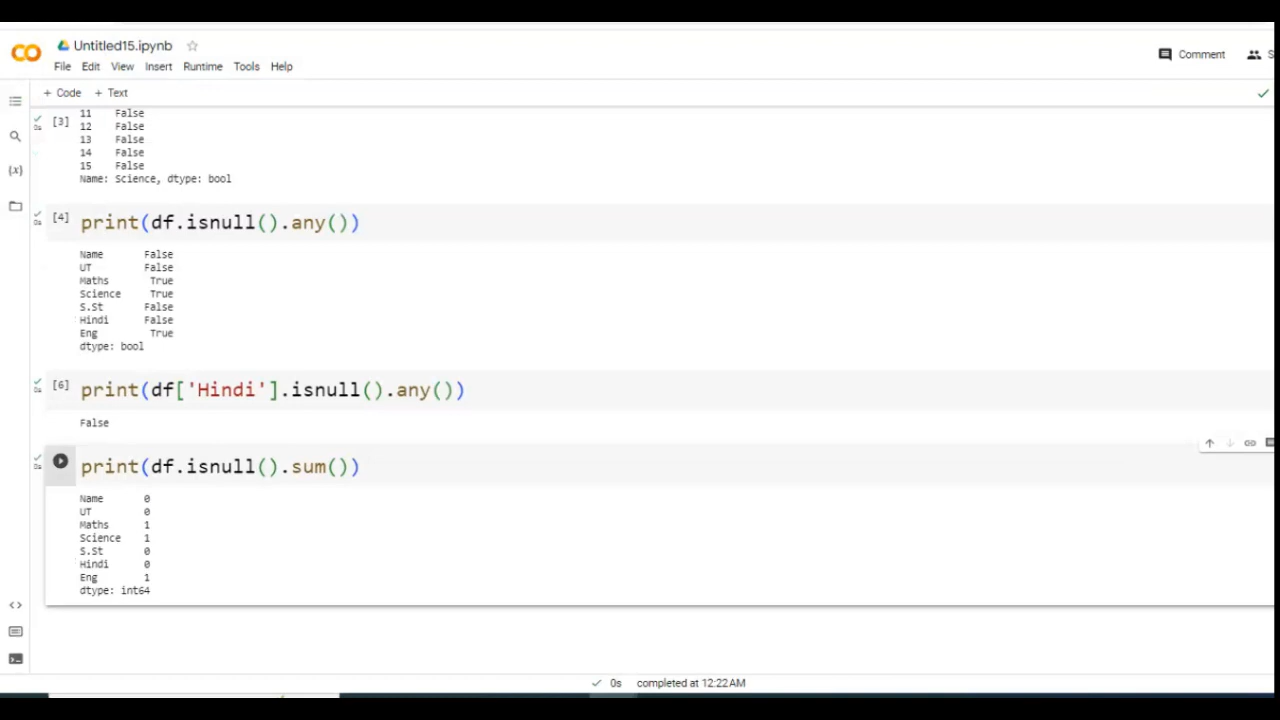 Untitled15.ipynb
File Edit View Insert Runtime Tools Help
Comment
+ Code + Text
[3]
11 False
12 False
13 False
14 False
15 False
Name: Science, dtype: bool
[4] print(df.isnull().any())
Name False
UT False
Maths True
Science True
S.St False
Hindi False
Eng True
dtype: bool
[6] print(df['Hindi'].isnull().any())
False
print(df.isnull().sum())
Name 0
UT 0
Maths 1
Science 1
S.St 0
Hindi 0
Eng 1
dtype: int64
0s completed at 12:22 AM